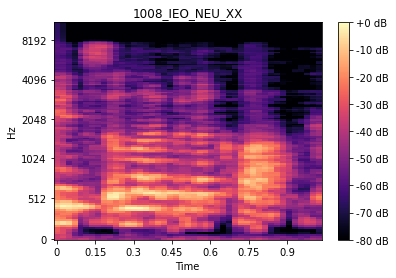 1008_IEO_NEU_XX
Hz
8192
4096
2048
1024
512
0
0
0.15
0.3
0.45
0.6
0.75
0.9
Time
+0 dB
-10 dB
-20 dB
-30 dB
-40 dB
-50 dB
-60 dB
-70 dB
-80 dB